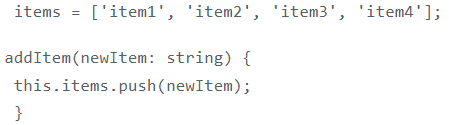 items = ['item1', 'item2', 'item3', 'item4'];
addItem(newItem: string) {
this.items.push(newItem);
}